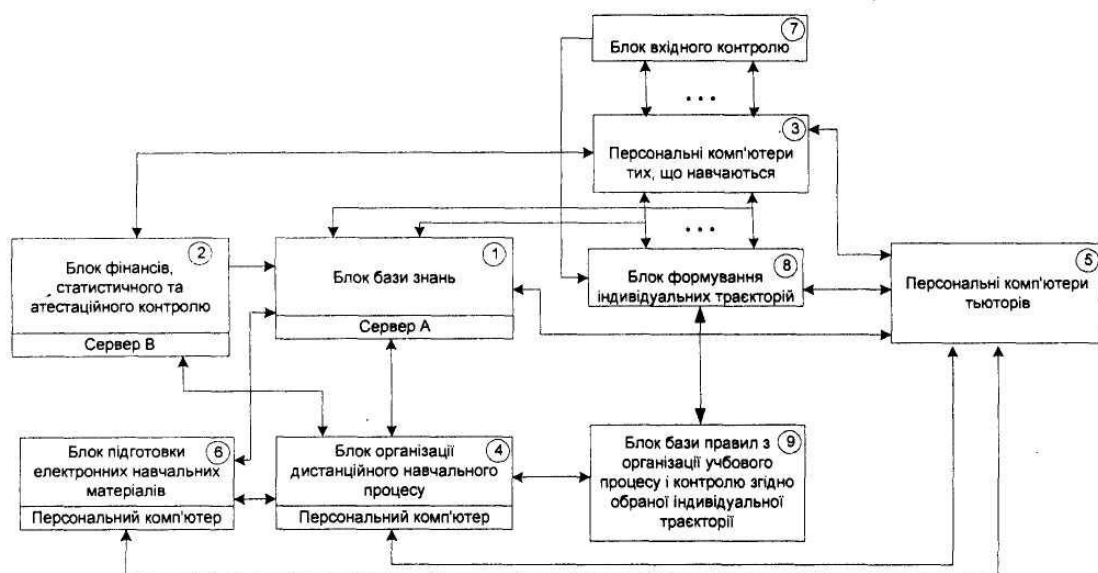 7
Блок вхідного контролю
3
Персональні комп'ютери
тих, що навчаються
2
Блок фінансів,
статистичного та
атестаційного контролю
Сервер В
1
Блок бази знань
Сервер А
8
Блок формування
індивідуальних траєкторій
5
Персональні комп'ютери
тьюторів
6
Блок підготовки
електронних навчальних
матеріалів
Персональний комп'ютер
4
Блок організації
дистанційного навчального
процесу
Персональний комп'ютер
9
Блок бази правил з
організації учбового
процесу і контролю згідно
обраної індивідуальної
траєкторії